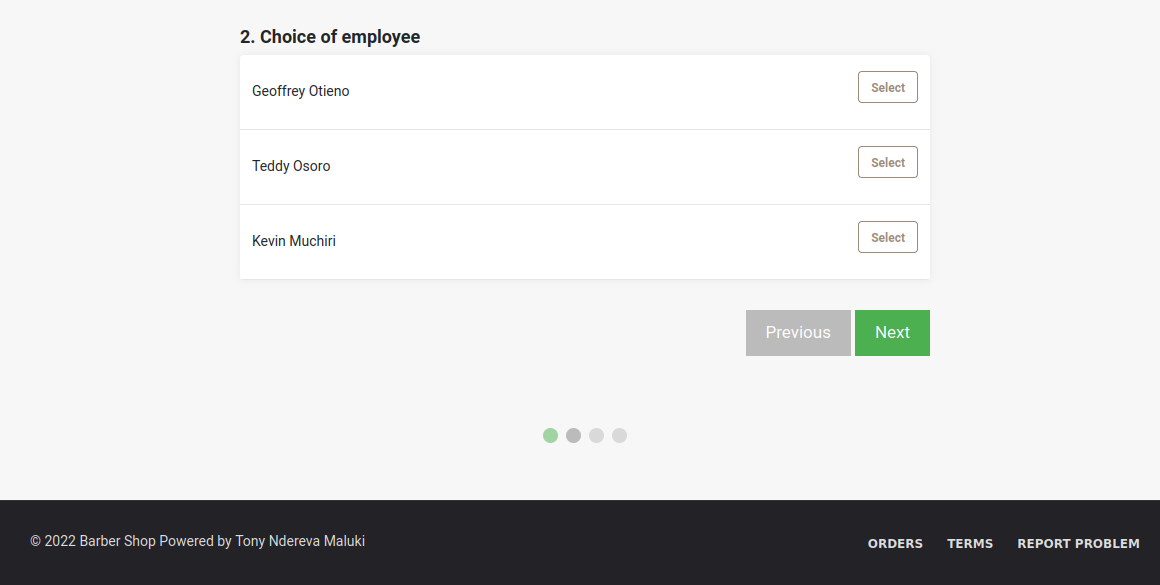 2. Choice of employee
Geoffrey Otieno
Select
Teddy Osoro
Select
Kevin Muchiri
Select
Previous
Next
© 2022 Barber Shop Powered by Tony Ndereva Maluki
ORDERS
TERMS
REPORT PROBLEM